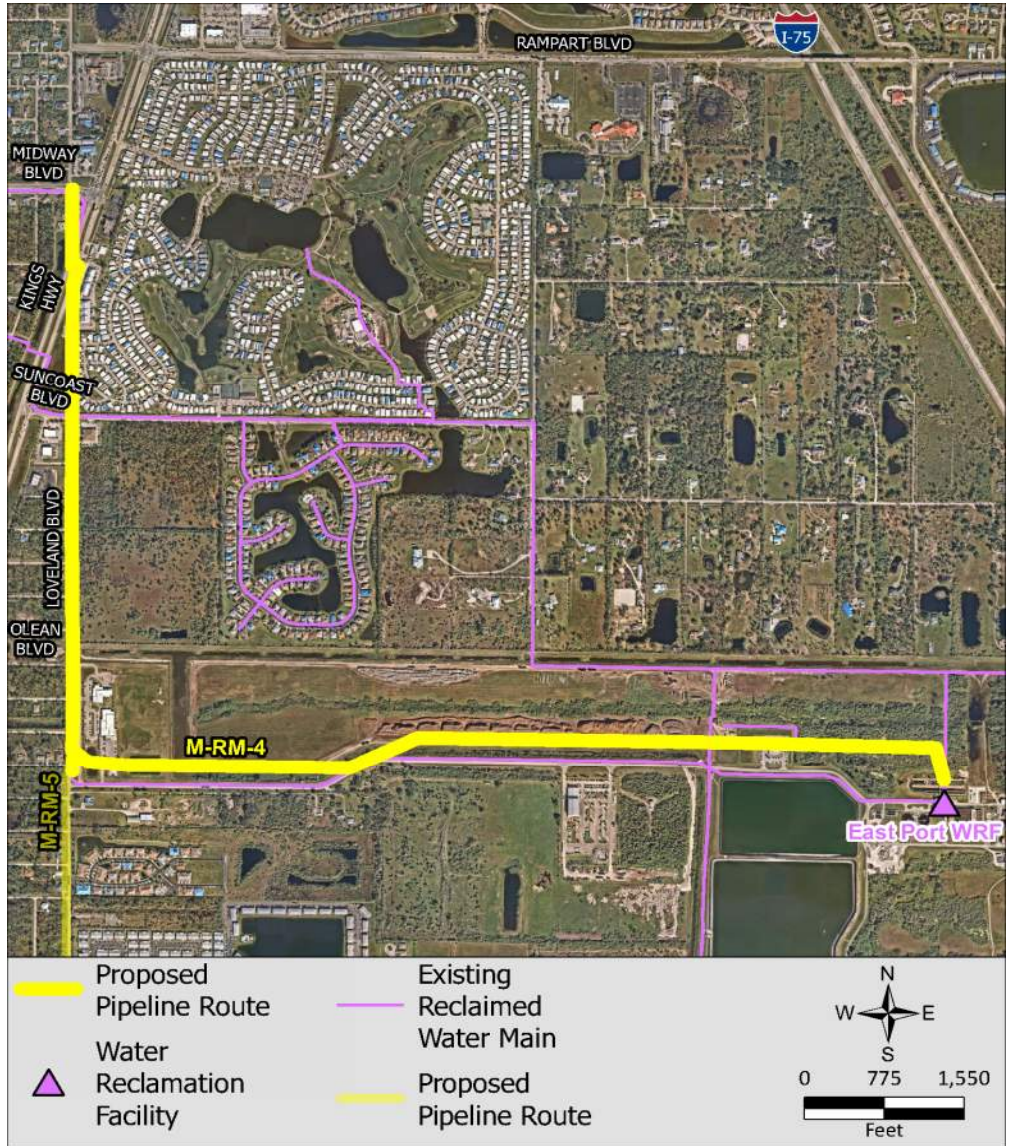 RAMPART BLVD
I-75
MIDWAY
BLVD
KINGS
HWY
SUNCOAST
BLVD
LOVELAND BLVD
OLEAN
BLVD
M-RM-4
M-RM-5
East Port WRF
Proposed
Pipeline Route
Water
Reclamation
Facility
Existing
Reclaimed
Water Main
Proposed
Pipeline Route
N
W E
S
0 775 1,550
Feet